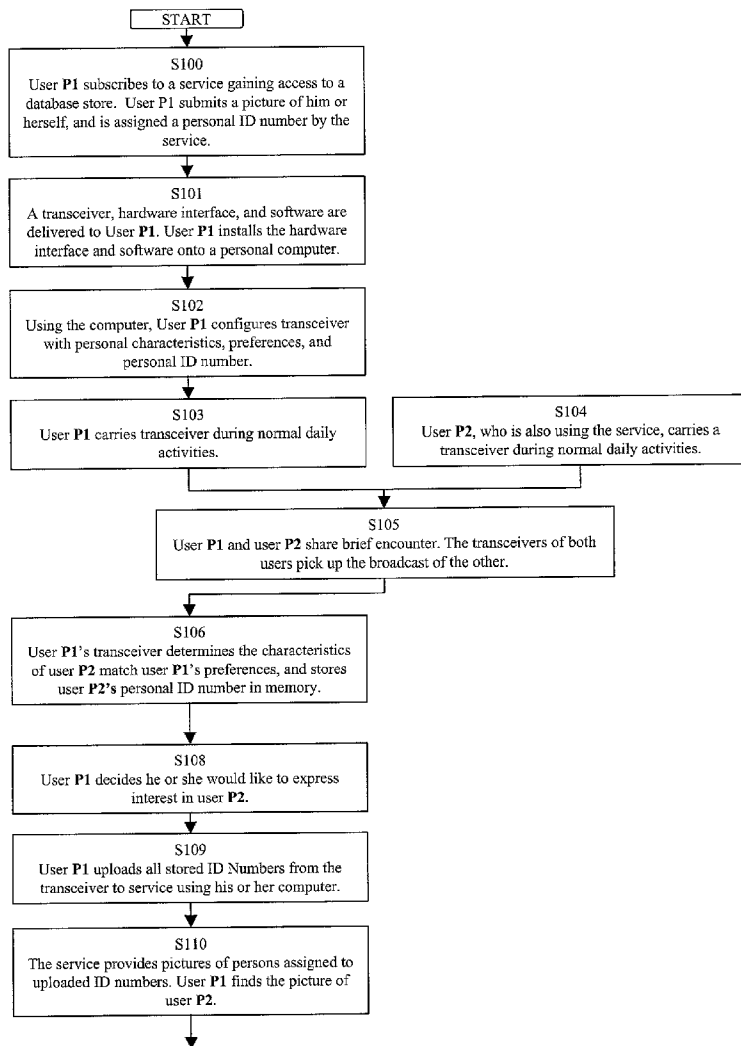 START
S100
User P1 subscribes to a service gaining access to a
database store. User P1 submits a picture of him or
herself, and is assigned a personal ID number by the
service.
S101
A transceiver, hardware interface, and software are
delivered to User P1. User P1 installs the hardware
interface and software onto a personal computer.
S102
Using the computer, User P1 configures transceiver
with personal characteristics, preferences, and
personal ID number.
S103
User P1 carries transceiver during normal daily
activities.
S104
User P2, who is also using the service, carries a
transceiver during normal daily activities.
S105
User P1 and user P2 share brief encounter. The transceivers of both
users pick up the broadcast of the other.
S106
User P1's transceiver determines the characteristics
of user P2 match user P1's preferences, and stores
user P2's personal ID number in memory.
S108
User P1 decides he or she would like to express
interest in user P2.
S109
User P1 uploads all stored ID Numbers from the
transceiver to service using his or her computer.
S110
The service provides pictures of persons assigned to
uploaded ID numbers. User P1 finds the picture of
user P2.